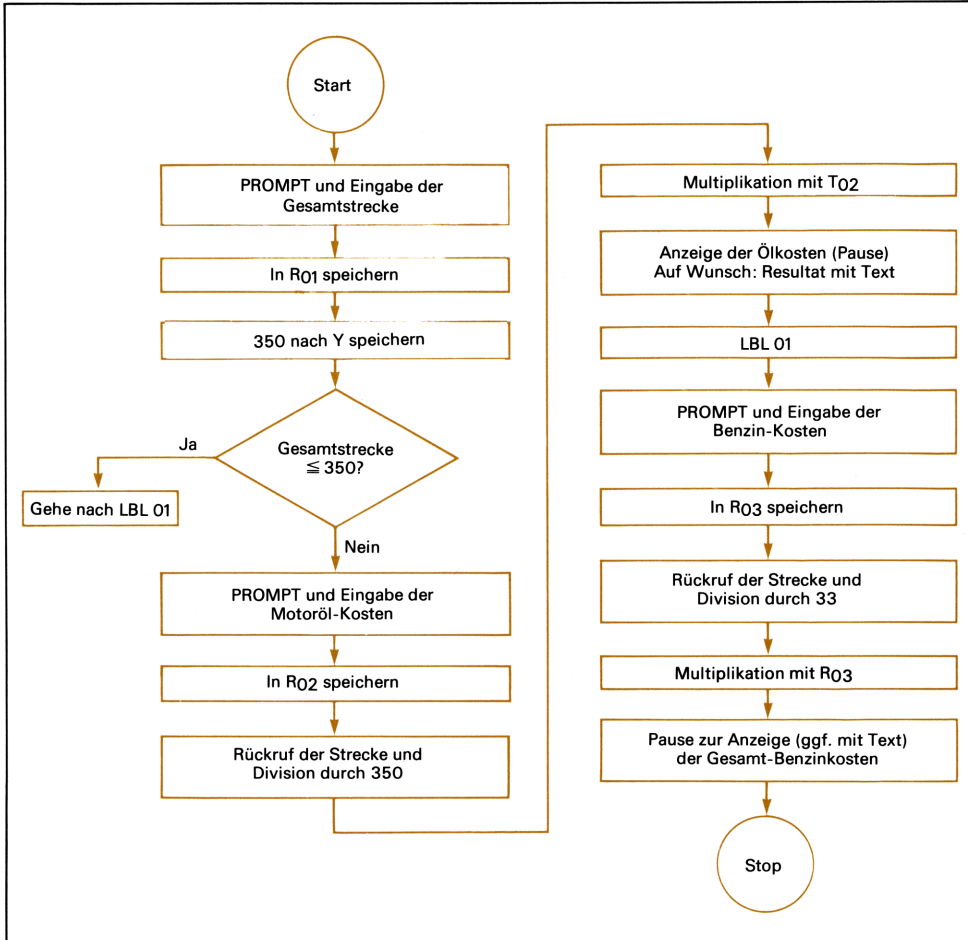 Start
PROMPT und Eingabe der
Gesamtstrecke
In R01 speichern
350 nach Y speichern
Gesamtstrecke
≦ 350?
Ja
Gehe nach LBL 01
Nein
PROMPT und Eingabe der
Motoröl-Kosten
In R02 speichern
Rückruf der Strecke und
Division durch 350
Multiplikation mit T02
Anzeige der Ölkosten (Pause)
Auf Wunsch: Resultat mit Text
LBL 01
PROMPT und Eingabe der
Benzin-Kosten
In R03 speichern
Rückruf der Strecke und
Division durch 33
Multiplikation mit R03
Pause zur Anzeige (ggf. mit Text)
der Gesamt-Benzinkosten
Stop